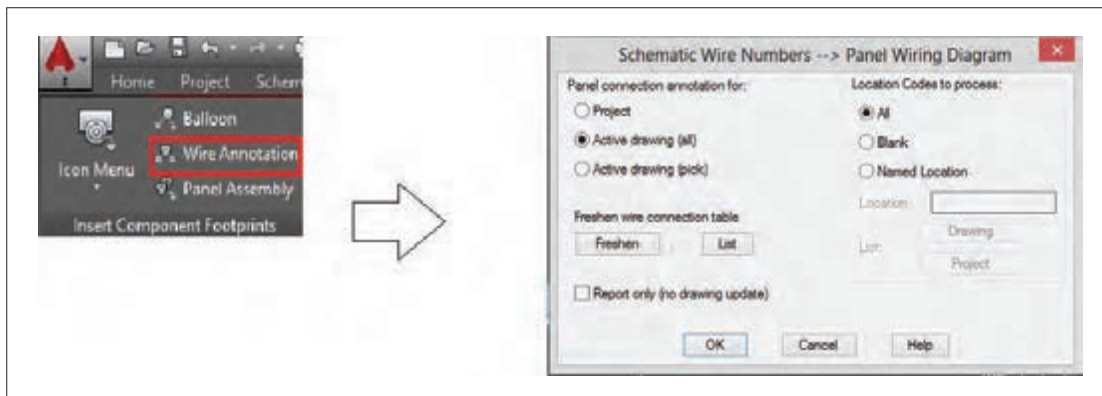 Home Project Schem
Balloon
Wire Annotation
Icon Menu
Panel Assembly
Insert Component Footprints
Schematic Wire Numbers --> Panel Wiring Diagram
Panel connection annotation for:
Project
Active drawing (all)
Active drawing (pick)
Freshen wire connection table
Freshen
List
Report only (no drawing update)
Location Codes to process:
All
Blank
Named Location
Location:
List:
Drawing
Project
OK Cancel Help